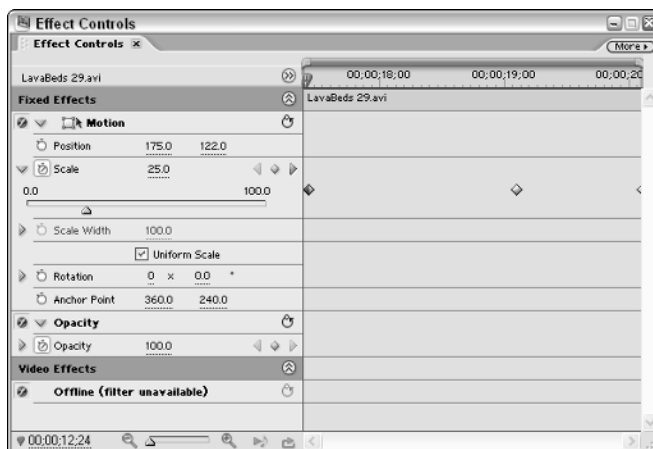 Effect Controls
Effect Controls x
More
LavaBeds 29.avi
00;00;18;00 00;00;19;00 00;00;20
Fixed Effects
LavaBeds 29.avi
Motion
Position 175.0 122.0
Scale 25.0
0.0 100.0
Scale Width 100.0
Uniform Scale
Rotation 0 x 0.0 °
Anchor Point 360.0 240.0
Opacity
Opacity 100.0
Video Effects
Offline (filter unavailable)
00;00;12;24